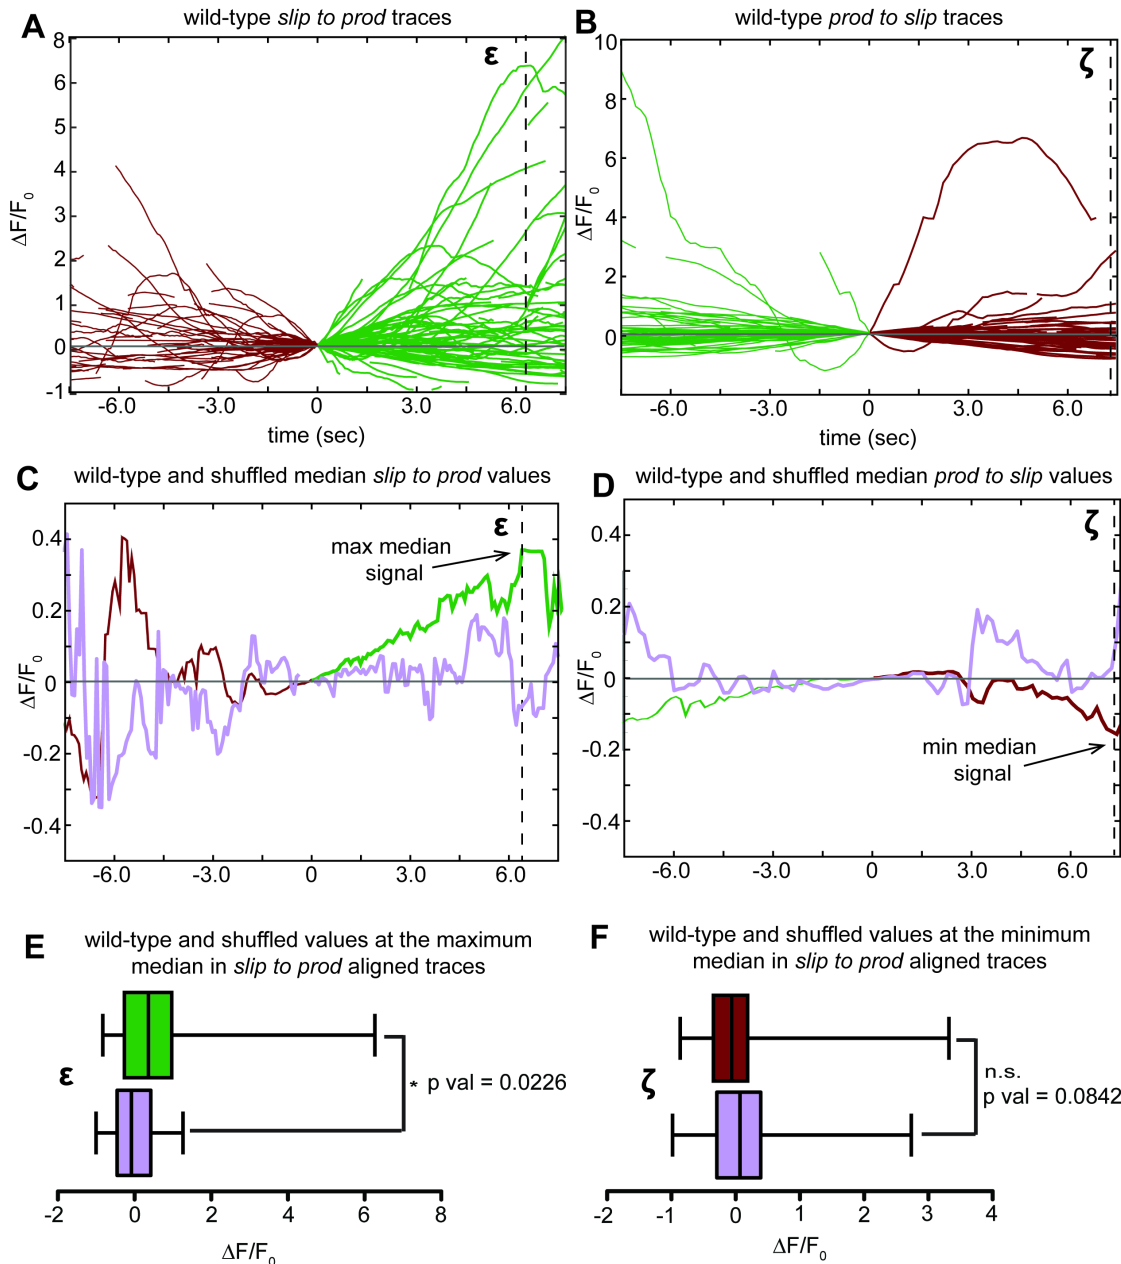 A
wild-type slip to prod traces
8
6
5
4
3
2
1
0
-1
ΔF/F0
ε
-6.0 -3.0 0 3.0 6.0
time (sec)
B
wild-type prod to slip traces
10
8
6
4
2
0
ΔF/F0
ζ
-6.0 -3.0 0 3.0 6.0
time (sec)
C
wild-type and shuffled median slip to prod values
0.4
0.2
0
-0.2
-0.4
ΔF/F0
ε
max median
signal
-6.0 -3.0 0 3.0 6.0
D
wild-type and shuffled median prod to slip values
0.4
0.2
0
-0.2
-0.4
ΔF/F0
ζ
min median
signal
-6.0 -3.0 0 3.0 6.0
E
wild-type and shuffled values at the maximum
median in slip to prod aligned traces
ε
* p val = 0.0226
-2 0 2 4 6 8
ΔF/F0
F
wild-type and shuffled values at the minimum
median in slip to prod aligned traces
ζ
n.s.
p val = 0.0842
-2 -1 0 1 2 3 4
ΔF/F0